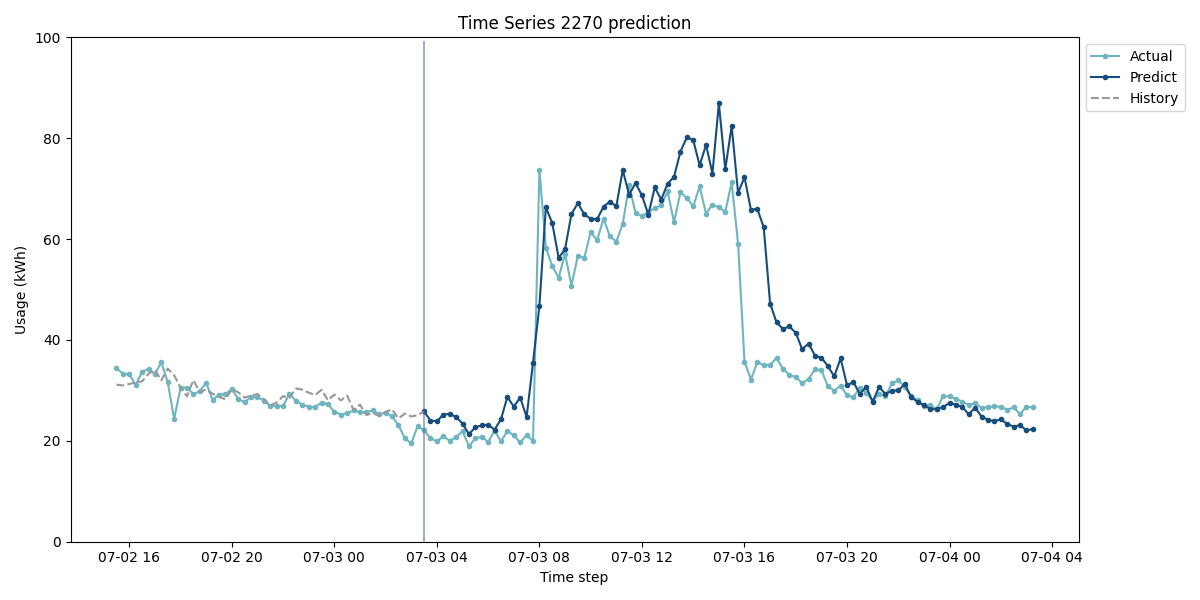 Time Series 2270 prediction
100
80
60
40
20
0
Usage (kWh)
07-02 16
07-02 20
07-03 00
07-03 04
07-03 08
07-03 12
07-03 16
07-03 20
07-04 00
07-04 04
Time step
Actual
Predict
History